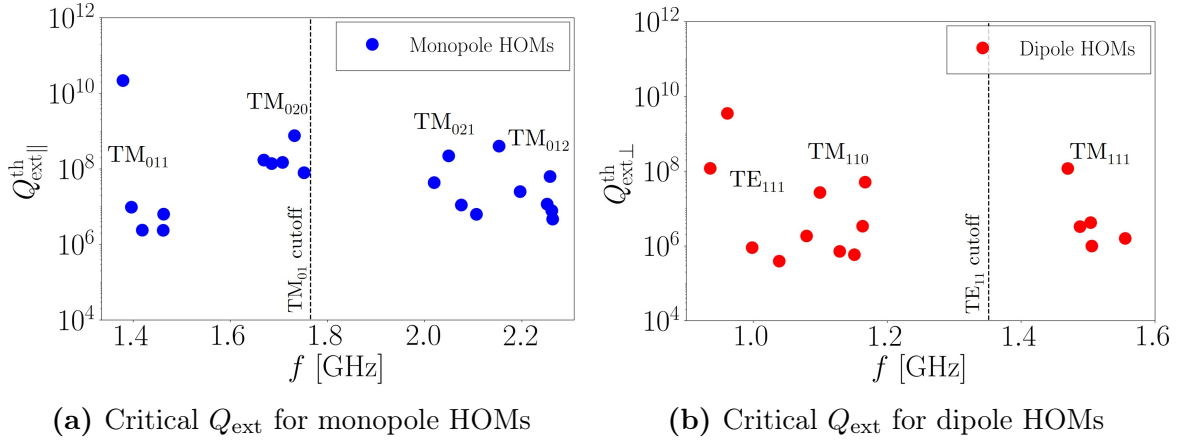 10^12
10^10
10^8
10^6
10^4
Q^th_ext∥
Monopole HOMs
TM_011
TM_020
TM_021
TM_012
TM_01 cutoff
1.4 1.6 1.8 2.0 2.2
f [GHz]
(a) Critical Q_ext for monopole HOMs
10^12
10^10
10^8
10^6
10^4
Q^th_ext⊥
Dipole HOMs
TE_111
TM_110
TM_111
TE_11 cutoff
1.0 1.2 1.4 1.6
f [GHz]
(b) Critical Q_ext for dipole HOMs